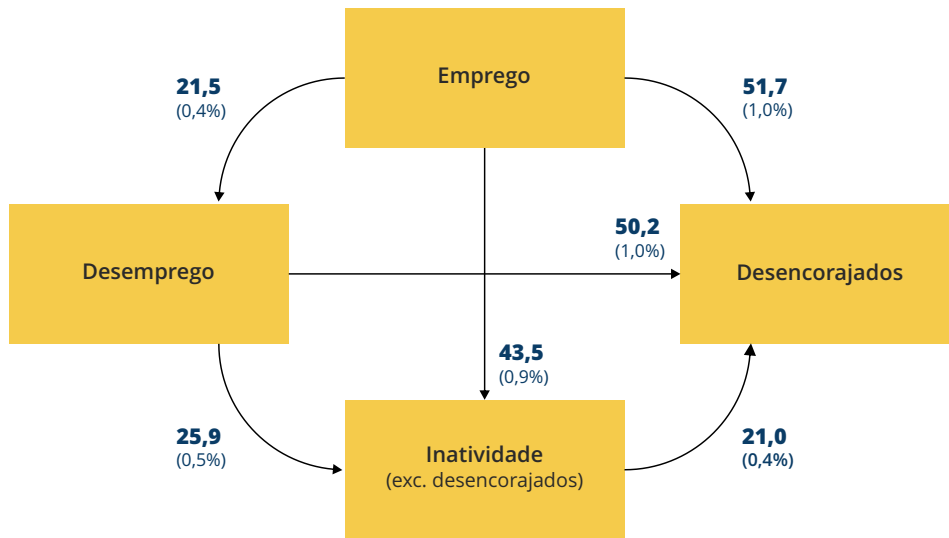 Emprego
21,5
(0,4%)
51,7
(1,0%)
Desemprego
50,2
(1,0%)
Desencorajados
43,5
(0,9%)
25,9
(0,5%)
Inatividade
(exc. desencorajados)
21,0
(0,4%)